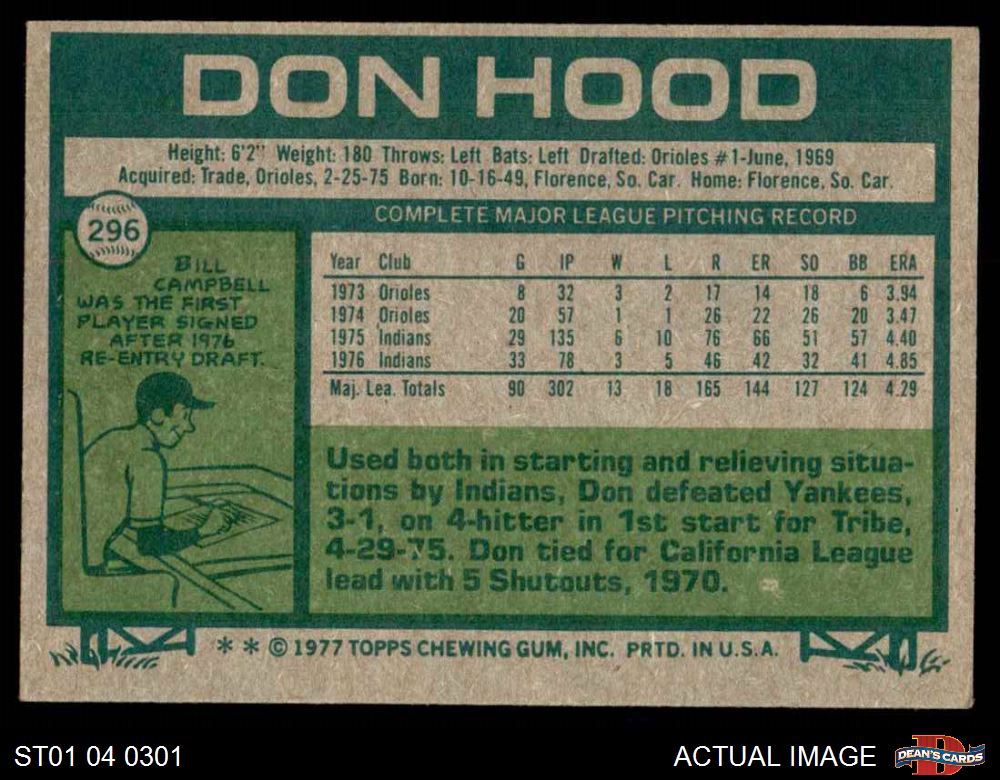 DON HOOD
Height: 6'2" Weight: 180 Throws: Left Bats: Left Drafted: Orioles #1-June, 1969
Acquired: Trade, Orioles, 2-25-75 Born: 10-16-49, Florence, So. Car. Home: Florence, So. Car.
296
BILL
CAMPBELL
WAS THE FIRST
PLAYER SIGNED
AFTER 1976
RE-ENTRY DRAFT.
COMPLETE MAJOR LEAGUE PITCHING RECORD
Year Club G IP W L R ER SO BB ERA
1973 Orioles 8 32 3 2 17 14 18 6 3.94
1974 Orioles 20 57 1 1 26 22 26 20 3.47
1975 Indians 29 135 6 10 76 66 51 57 4.40
1976 Indians 33 78 3 5 46 42 32 41 4.85
Maj. Lea. Totals 90 302 13 18 165 144 127 124 4.29
Used both in starting and relieving situa-
tions by Indians, Don defeated Yankees,
3-1, on 4-hitter in 1st start for Tribe,
4-29-75. Don tied for California League
lead with 5 Shutouts, 1970.
* * © 1977 TOPPS CHEWING GUM, INC. PRTD. IN U.S.A.
ST01 04 0301
ACTUAL IMAGE
D
DEAN'S CARDS